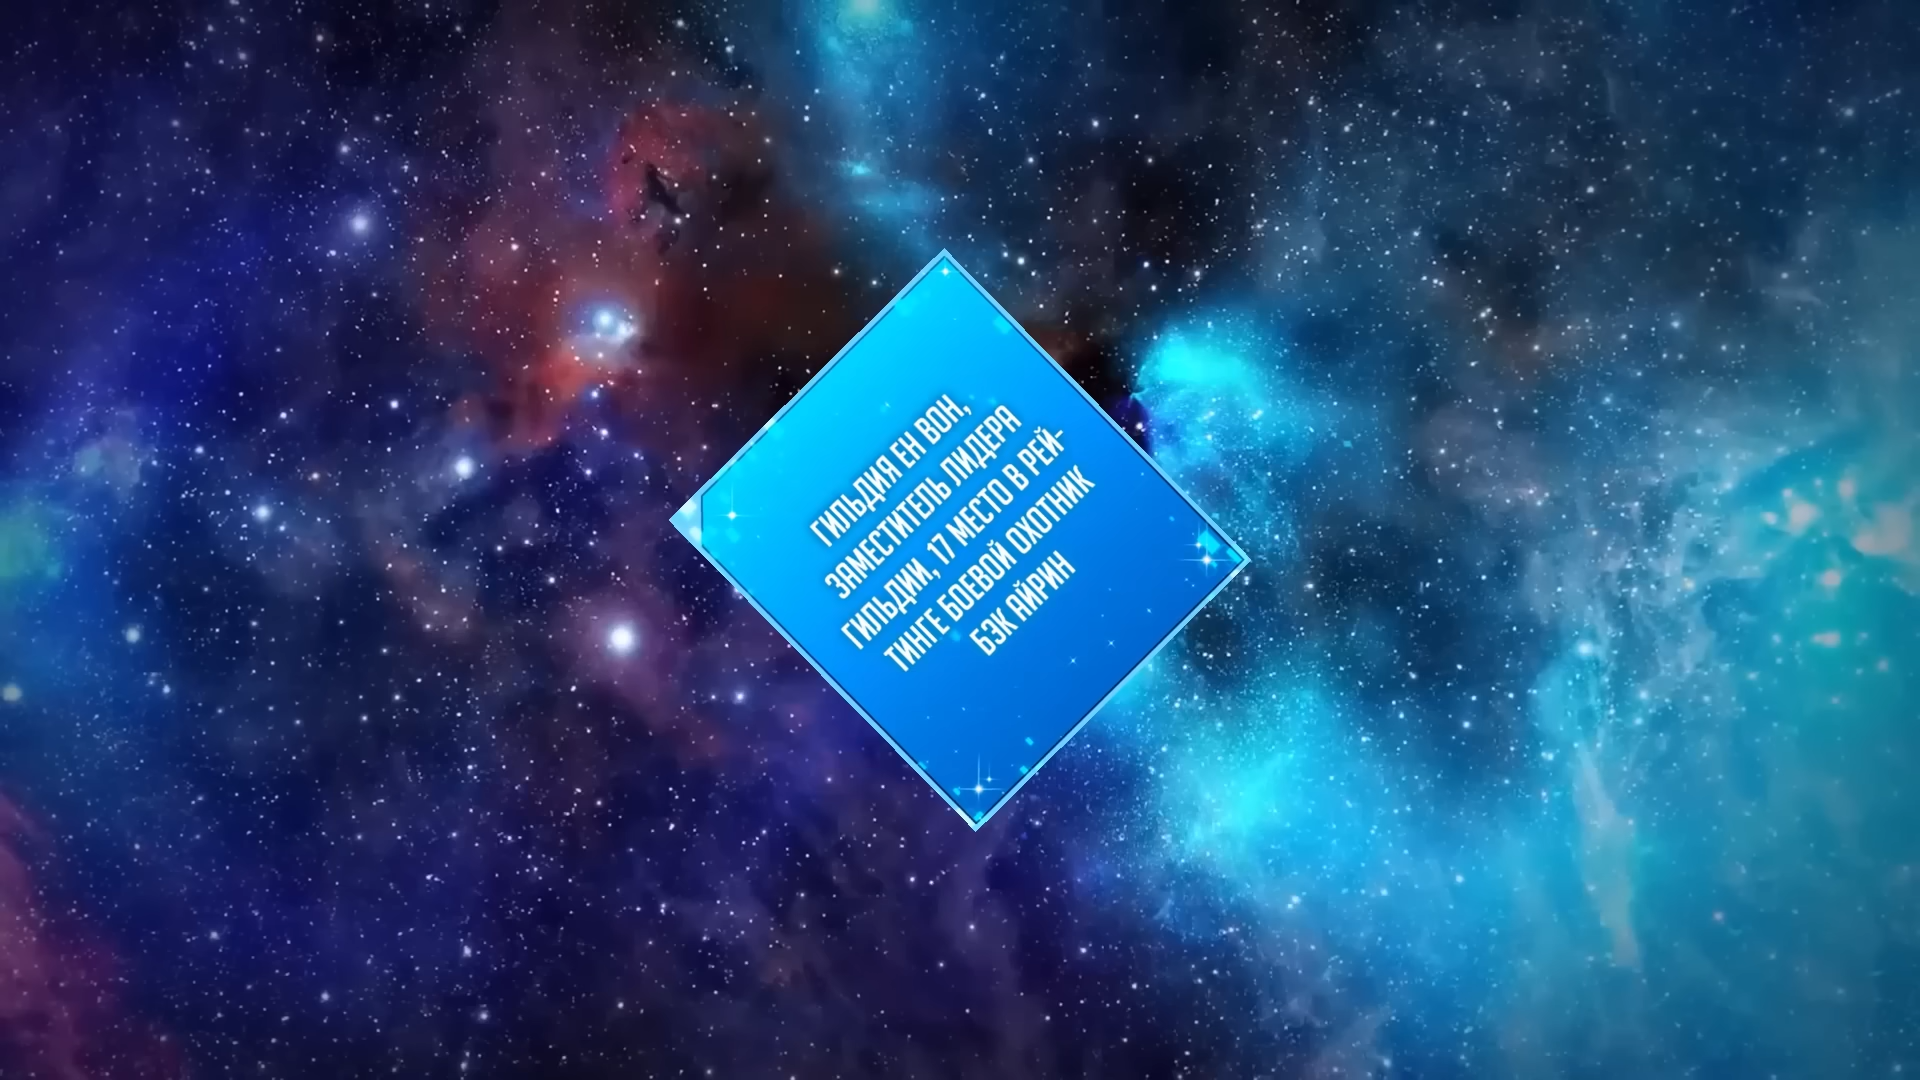 ГИЛЬДИЯ ЕН ВОН,
ЗАМЕСТИТЕЛЬ ЛИДЕРА
ГИЛЬДИИ, 17 МЕСТО В РЕЙ-
ТИНГЕ БОЕВОЙ ОХОТНИК
БЭК АЙРИН